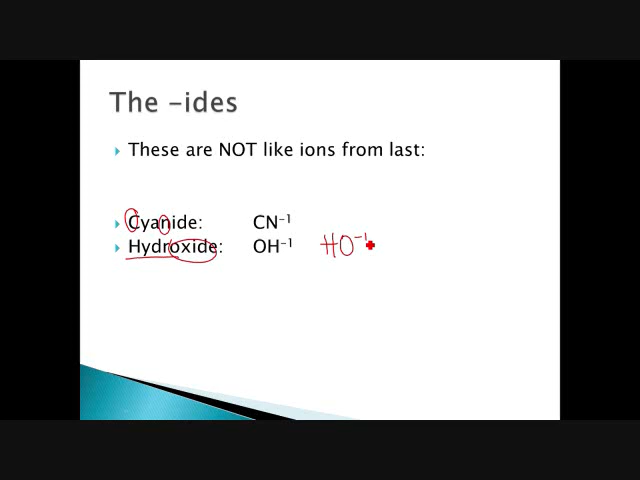 The –ides
These are NOT like ions from last:
Cyanide: CN⁻¹
Hydroxide: OH⁻¹ HO⁻¹